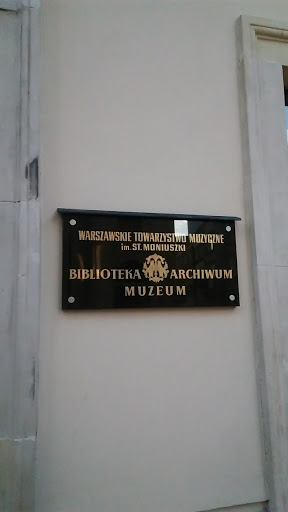 WARSZAWSKIE TOWARZYSTWO MUZYCZNE
im. ST. MONIUSZKI
BIBLIOTEKA ARCHIWUM
MUZEUM